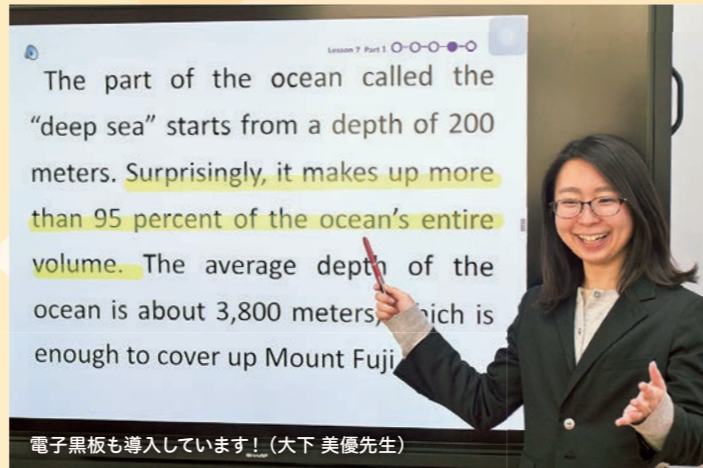 Lesson 7 Part 1
The part of the ocean called the
“deep sea” starts from a depth of 200
meters. Surprisingly, it makes up more
than 95 percent of the ocean’s entire
volume. The average depth of the
ocean is about 3,800 meters, which is
enough to cover up Mount Fuji
電子黒板も導入しています!(大下 美優先生)